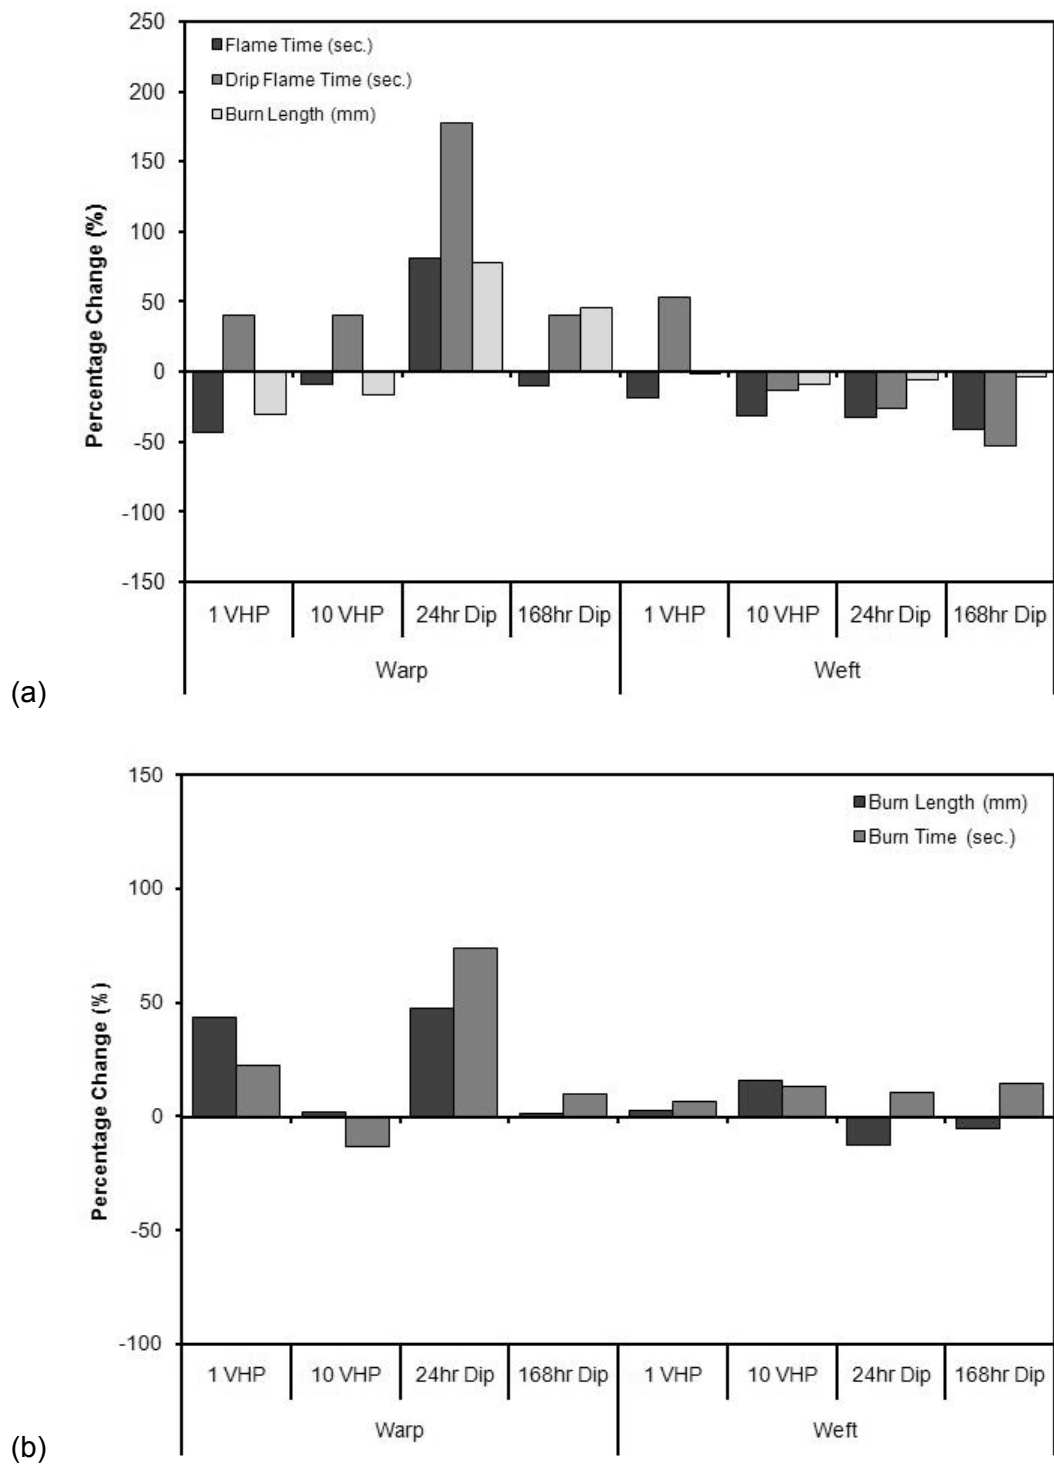 250
200
150
100
50
0
-50
-100
-150
Percentage Change (%)
Flame Time (sec.)
Drip Flame Time (sec.)
Burn Length (mm)
1 VHP 10 VHP 24hr Dip 168hr Dip 1 VHP 10 VHP 24hr Dip 168hr Dip
Warp Weft
(a)
150
100
50
0
-50
-100
Percentage Change (%)
Burn Length (mm)
Burn Time (sec.)
1 VHP 10 VHP 24hr Dip 168hr Dip 1 VHP 10 VHP 24hr Dip 168hr Dip
Warp Weft
(b)